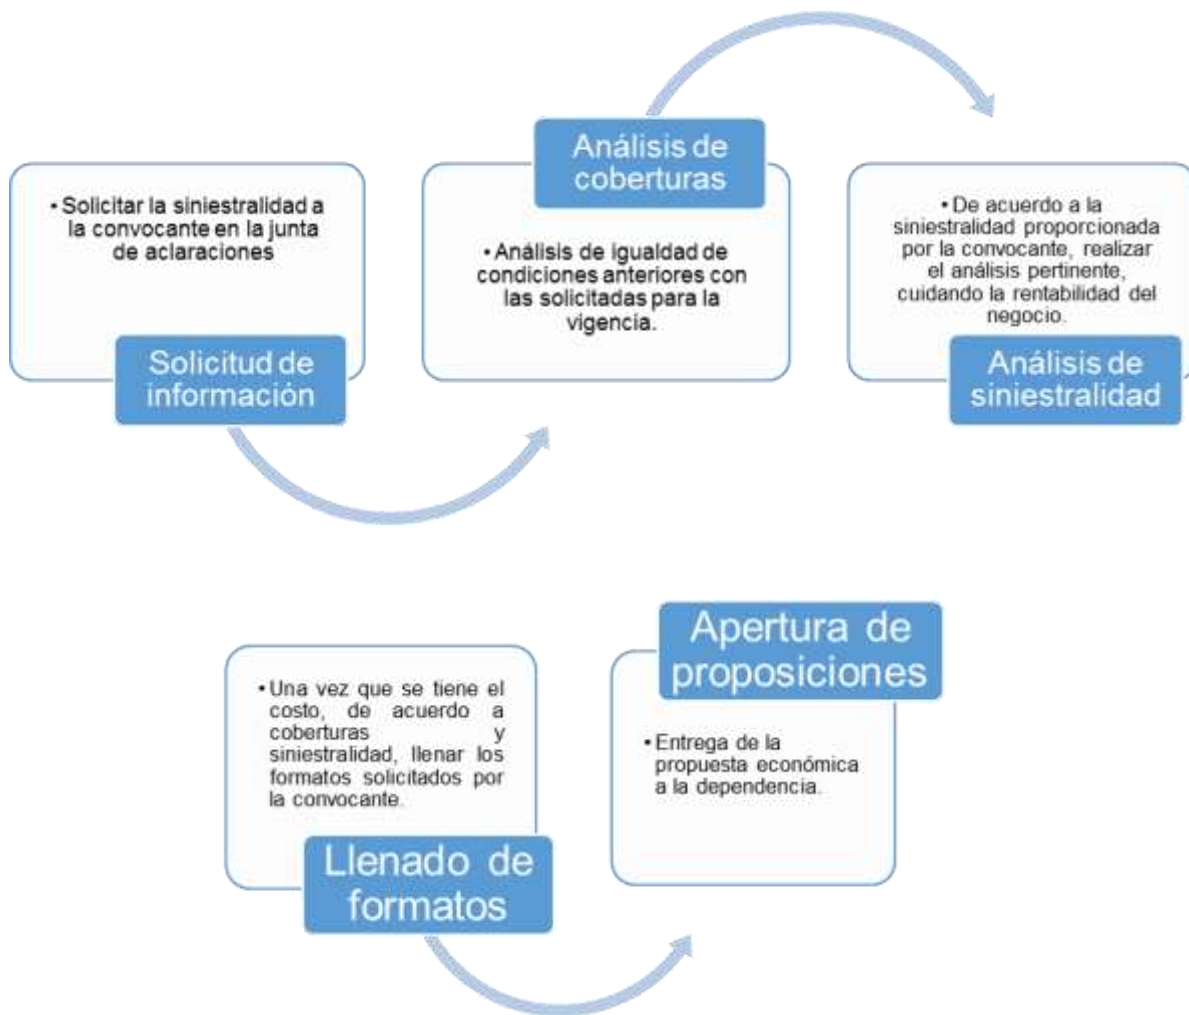 • Solicitar la siniestralidad a
la convocante en la junta
de aclaraciones
Solicitud de
información
Análisis de
coberturas
• Análisis de igualdad de
condiciones anteriores con
las solicitadas para la
vigencia.
• De acuerdo a la
siniestralidad proporcionada
por la convocante, realizar
el análisis pertinente,
cuidando la rentabilidad del
negocio.
Análisis de
siniestralidad
• Una vez que se tiene el
costo, de acuerdo a
coberturas y
siniestralidad, llenar los
formatos solicitados por
la convocante.
Llenado de
formatos
Apertura de
proposiciones
• Entrega de la
propuesta económica
a la dependencia.